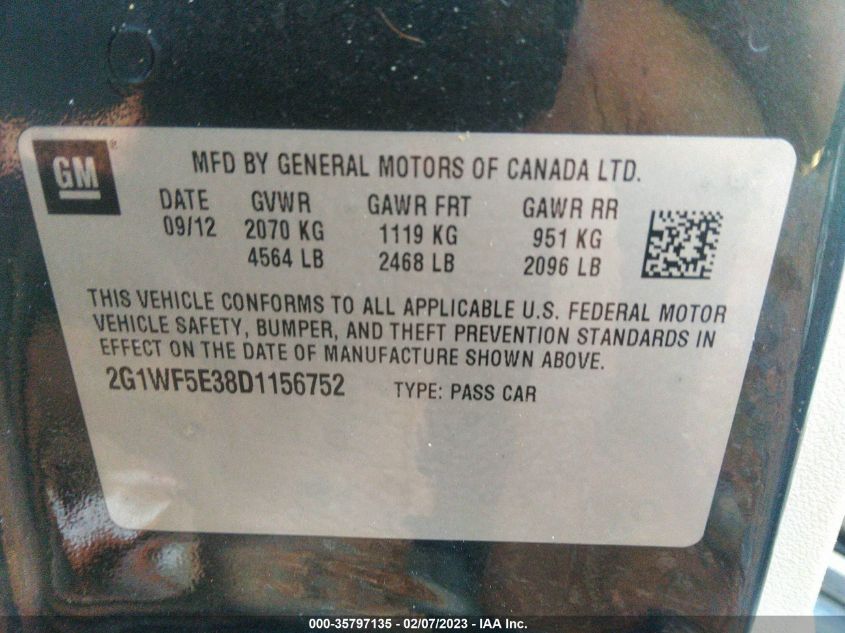 GM
MFD BY GENERAL MOTORS OF CANADA LTD.
DATE GVWR GAWR FRT GAWR RR
09/12 2070 KG 1119 KG 951 KG
4564 LB 2468 LB 2096 LB
THIS VEHICLE CONFORMS TO ALL APPLICABLE U.S. FEDERAL MOTOR
VEHICLE SAFETY, BUMPER, AND THEFT PREVENTION STANDARDS IN
EFFECT ON THE DATE OF MANUFACTURE SHOWN ABOVE.
2G1WF5E38D1156752 TYPE: PASS CAR
000-35797135 - 02/07/2023 - IAA Inc.